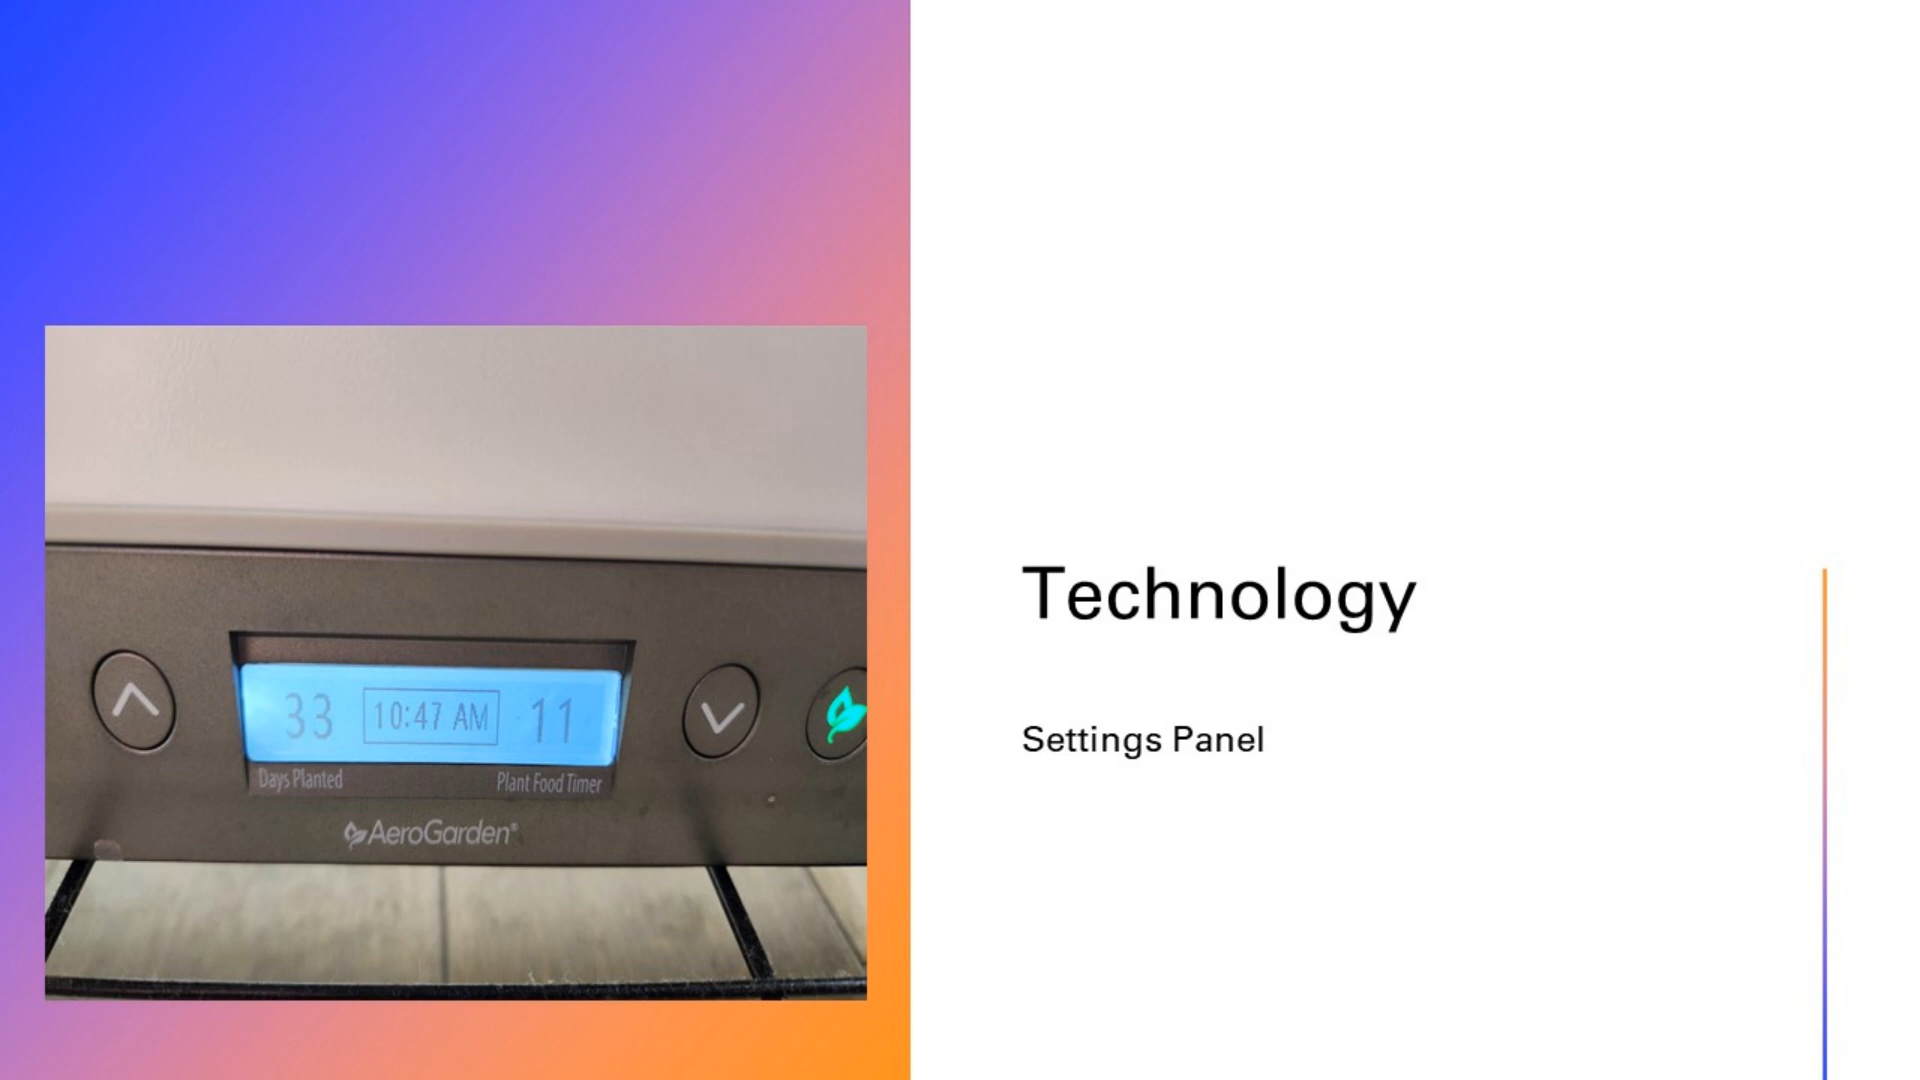 33 10:47 AM 11
Days Planted Plant Food Timer
AeroGarden®
Technology
Settings Panel